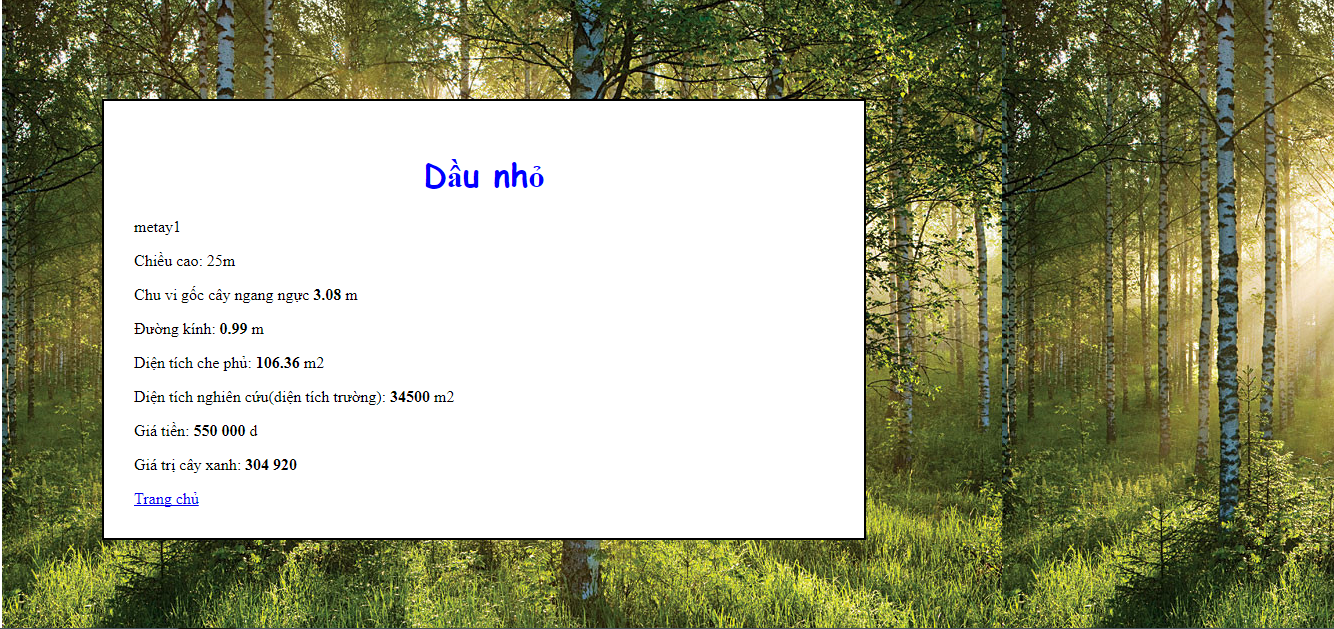 Dầu nhỏ
metay1
Chiều cao: 25m
Chu vi gốc cây ngang ngực 3.08 m
Đường kính: 0.99 m
Diện tích che phủ: 106.36 m2
Diện tích nghiên cứu(diện tích trường): 34500 m2
Giá tiền: 550 000 d
Giá trị cây xanh: 304 920
Trang chủ